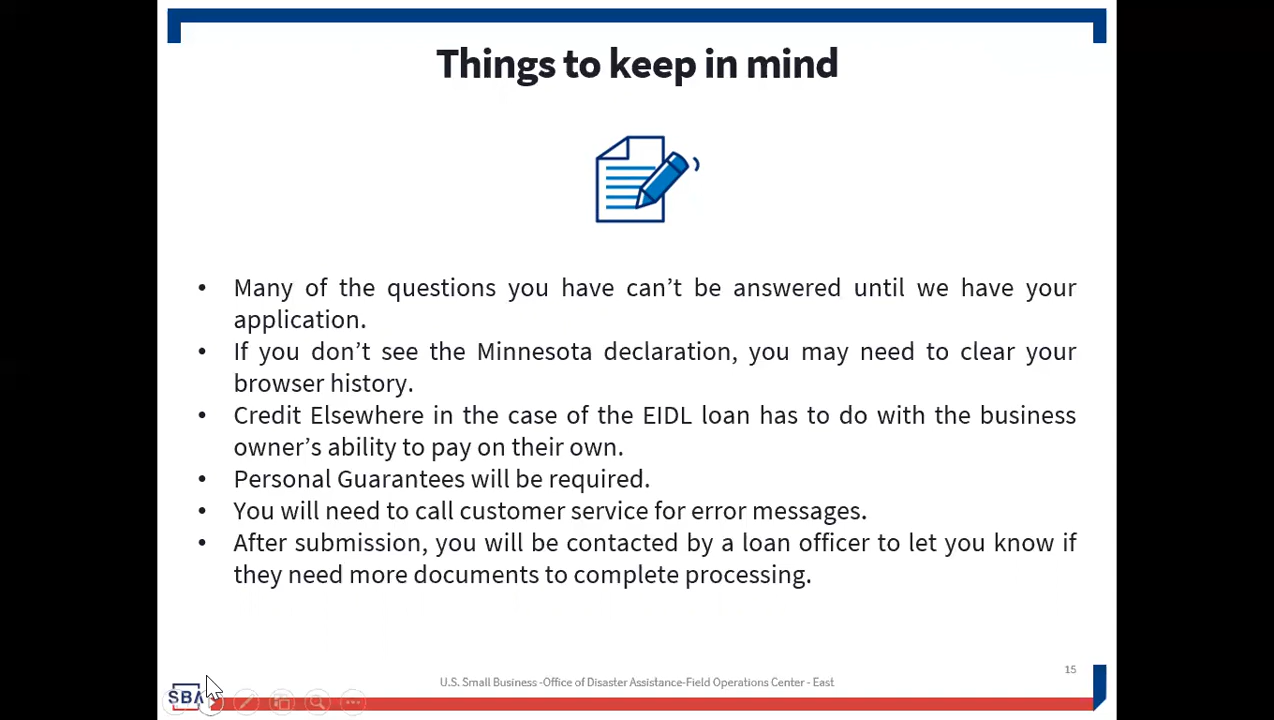 Things to keep in mind
• Many of the questions you have can’t be answered until we have your
application.
• If you don’t see the Minnesota declaration, you may need to clear your
browser history.
• Credit Elsewhere in the case of the EIDL loan has to do with the business
owner’s ability to pay on their own.
• Personal Guarantees will be required.
• You will need to call customer service for error messages.
• After submission, you will be contacted by a loan officer to let you know if
they need more documents to complete processing.
15
U.S. Small Business -Office of Disaster Assistance-Field Operations Center - East
SBA